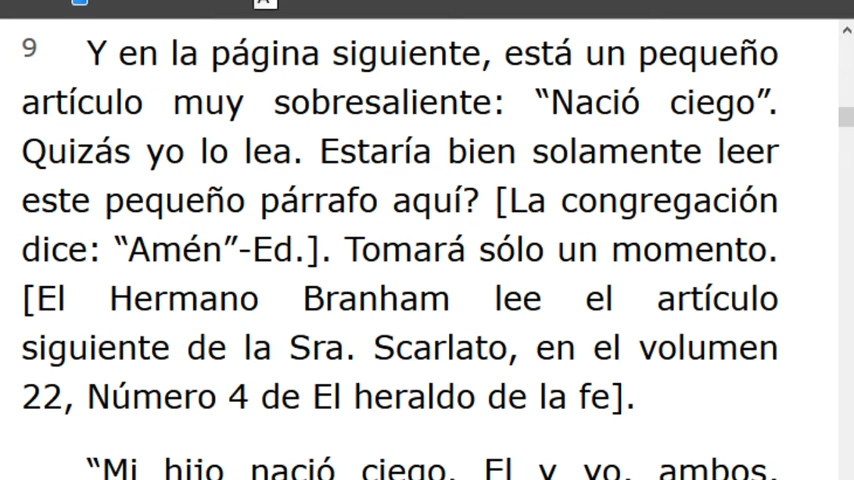 9 Y en la página siguiente, está un pequeño
artículo muy sobresaliente: “Nació ciego”.
Quizás yo lo lea. Estaría bien solamente leer
este pequeño párrafo aquí? [La congregación
dice: “Amén”-Ed.]. Tomará sólo un momento.
[El Hermano Branham lee el artículo
siguiente de la Sra. Scarlato, en el volumen
22, Número 4 de El heraldo de la fe].
“Mi hijo nació ciego. El y yo, ambos,